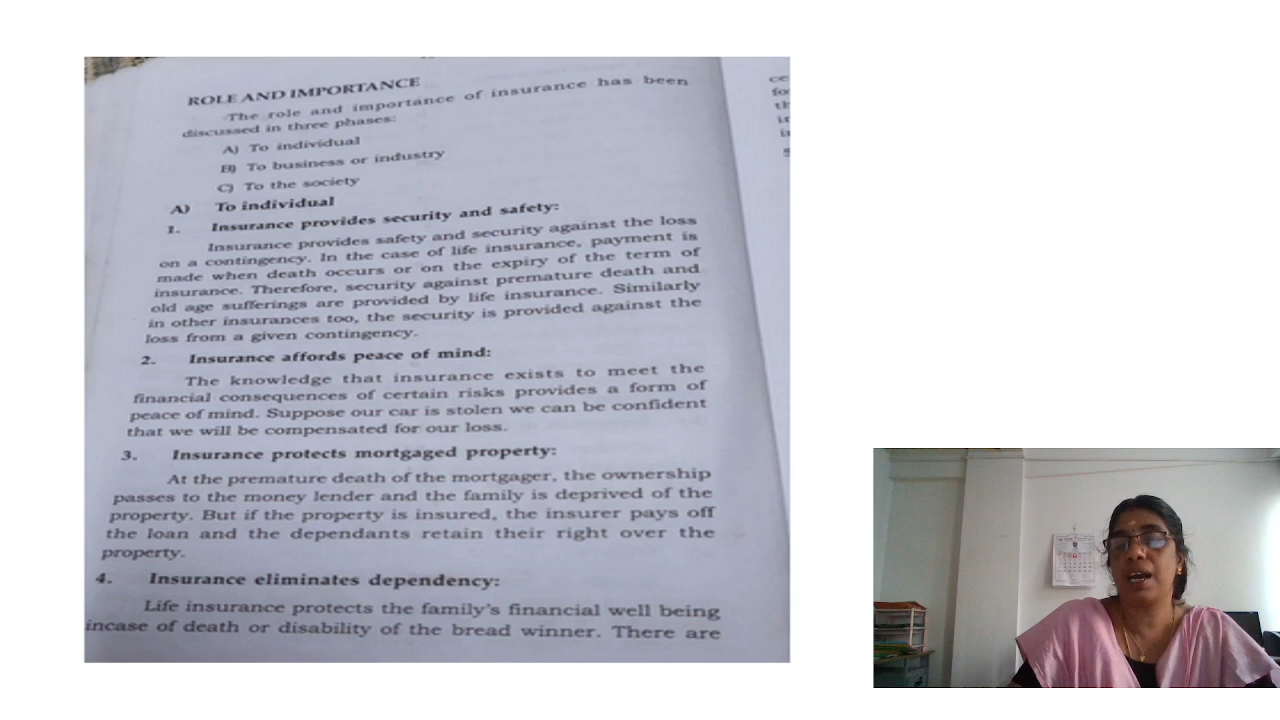 ROLE AND IMPORTANCE
The role and importance of insurance has been
discussed in three phases:
A) To individual
B) To business or industry
C) To the society
A) To individual
1. Insurance provides security and safety:
Insurance provides safety and security against the loss
on a contingency. In the case of life insurance, payment is
made when death occurs or on the expiry of the term of
insurance. Therefore, security against premature death and
old age sufferings are provided by life insurance. Similarly
in other insurances too, the security is provided against the
loss from a given contingency.
2. Insurance affords peace of mind:
The knowledge that insurance exists to meet the
financial consequences of certain risks provides a form of
peace of mind. Suppose our car is stolen we can be confident
that we will be compensated for our loss.
3. Insurance protects mortgaged property:
At the premature death of the mortgager, the ownership
passes to the money lender and the family is deprived of the
property. But if the property is insured, the insurer pays off
the loan and the dependants retain their right over the
property.
4. Insurance eliminates dependency:
Life insurance protects the family's financial well being
incase of death or disability of the bread winner. There are